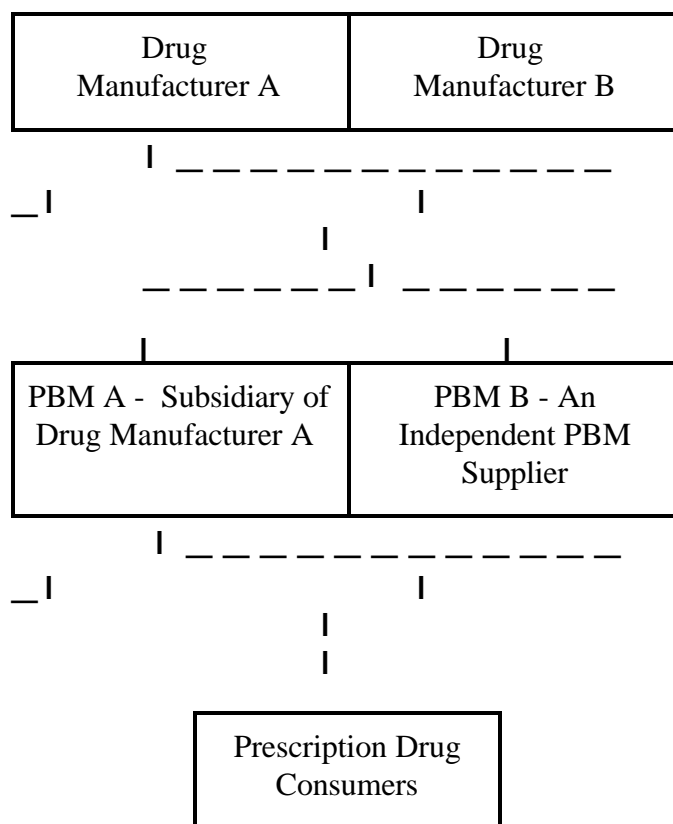 Drug
Manufacturer A
Drug
Manufacturer B
PBM A - Subsidiary of
Drug Manufacturer A
PBM B - An
Independent PBM
Supplier
Prescription Drug
Consumers